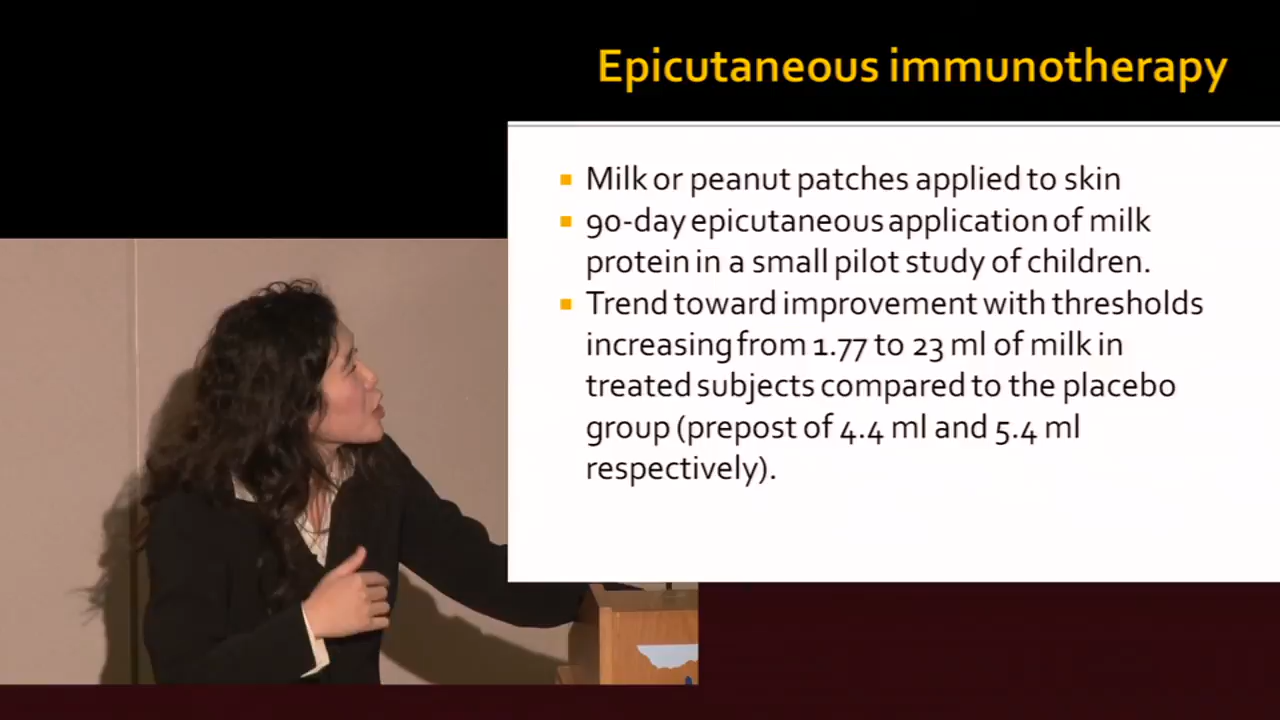 Epicutaneous immunotherapy
Milk or peanut patches applied to skin
90-day epicutaneous application of milk
protein in a small pilot study of children.
Trend toward improvement with thresholds
increasing from 1.77 to 23 ml of milk in
treated subjects compared to the placebo
group (prepost of 4.4 ml and 5.4 ml
respectively).